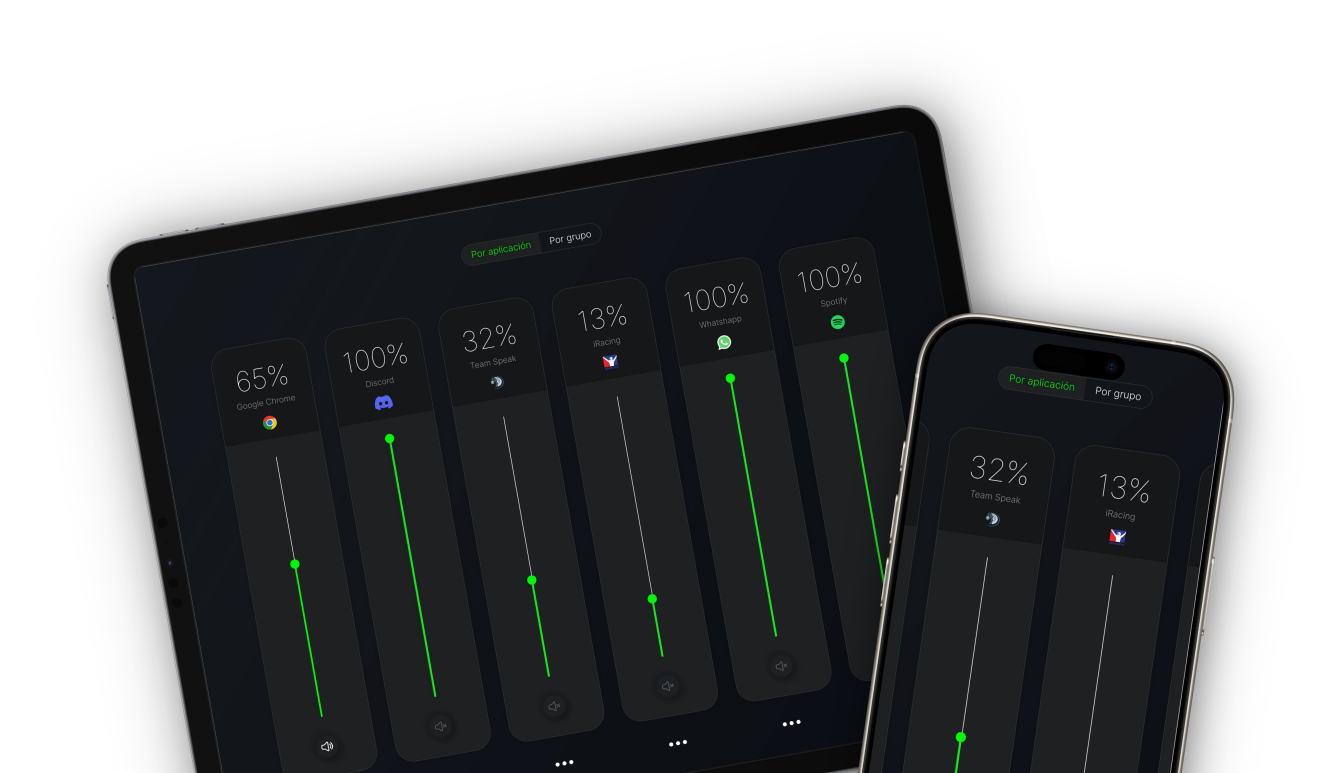 Por aplicación Por grupo
65%
Google Chrome
100%
Discord
32%
Team Speak
13%
iRacing
100%
Whatshapp
100%
Spotify
Por aplicación Por grupo
32%
Team Speak
13%
iRacing